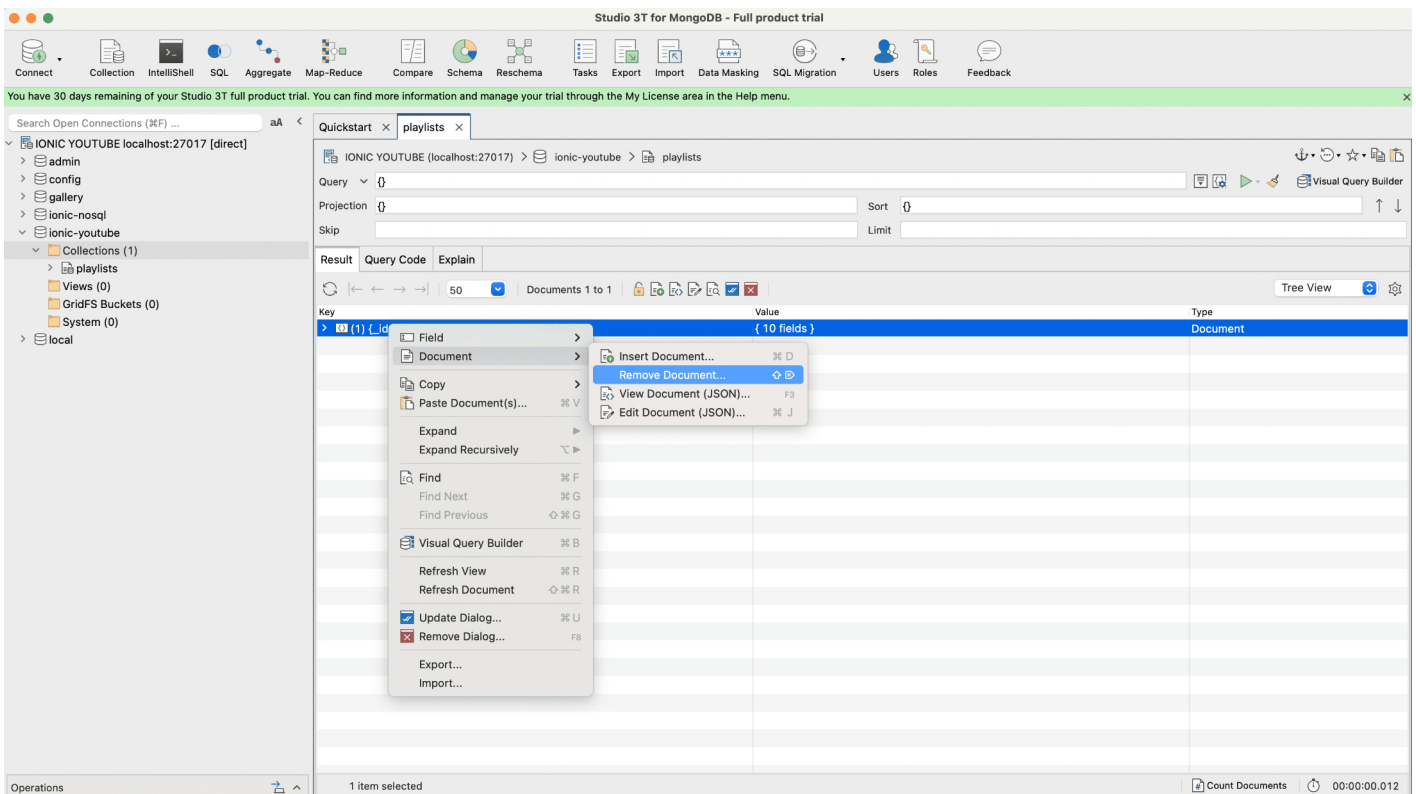 Studio 3T for MongoDB - Full product trial
Connect Collection IntelliShell SQL Aggregate Map-Reduce Compare Schema Reschema Tasks Export Import Data Masking SQL Migration Users Roles Feedback
You have 30 days remaining of your Studio 3T full product trial. You can find more information and manage your trial through the My License area in the Help menu.
Search Open Connections (⌘F) ... aA
IONIC YOUTUBE localhost:27017 [direct]
admin
config
gallery
ionic-nosql
ionic-youtube
Collections (1)
playlists
Views (0)
GridFS Buckets (0)
System (0)
local
Quickstart playlists
IONIC YOUTUBE (localhost:27017) > ionic-youtube > playlists
Query {} Visual Query Builder
Projection {} Sort {}
Skip Limit
Result Query Code Explain
50 Documents 1 to 1 Tree View
Key Value Type
(1) {_id { 10 fields } Document
Field
Document
Copy
Paste Document(s)... ⌘ V
Expand
Expand Recursively ⌥
Find ⌘ F
Find Next ⌘ G
Find Previous ⇧ ⌘ G
Visual Query Builder ⌘ B
Refresh View ⌘ R
Refresh Document ⇧ ⌘ R
Update Dialog... ⌘ U
Remove Dialog... F8
Export...
Import...
Insert Document... ⌘ D
Remove Document... ⇧ ⌦
View Document (JSON)... F3
Edit Document (JSON)... ⌘ J
Operations
1 item selected Count Documents 00:00:00.012